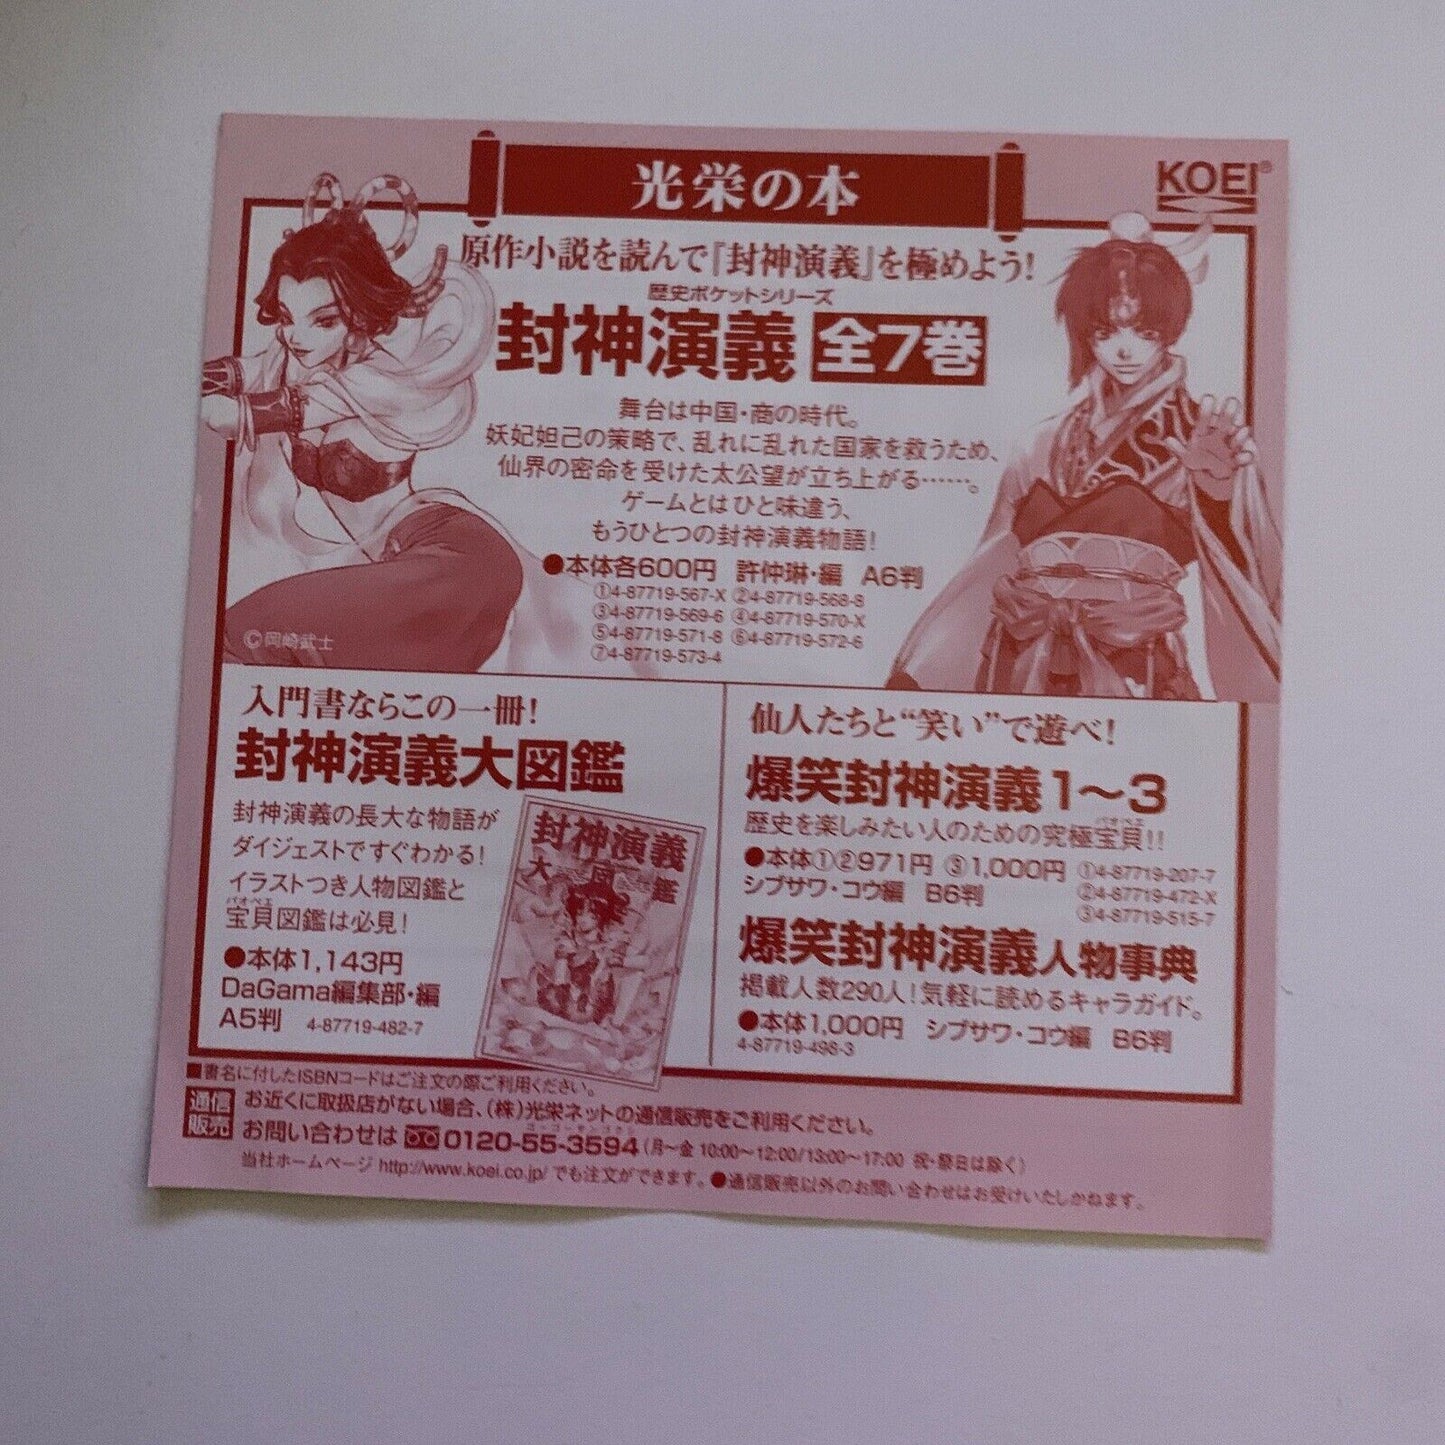 光栄の本
KOEI®
原作小説を読んで『封神演義』を極めよう!
歴史ポケットシリーズ
封神演義 全7巻
舞台は中国・商の時代。
妖妃妲己の策略で、乱れに乱れた国家を救うため、
仙界の密命を受けた太公望が立ち上がる……。
ゲームとはひと味違う、
もうひとつの封神演義物語!
●本体各600円 許仲琳・編 A6判
①4-87719-567-X ②4-87719-568-8
③4-87719-569-6 ④4-87719-570-X
⑤4-87719-571-8 ⑥4-87719-572-6
⑦4-87719-573-4
©岡崎武士
入門書ならこの一冊!
封神演義大図鑑
封神演義の長大な物語が
ダイジェストですぐわかる!
イラストつき人物図鑑と
パオペエ
宝貝図鑑は必見!
●本体1,143円
DaGama編集部・編
A5判 4-87719-482-7
封神演義
大図鑑
仙人たちと“笑い”で遊べ!
爆笑封神演義1〜3
パオペエ
歴史を楽しみたい人のための究極宝貝!!
●本体①②971円 ③1,000円 ①4-87719-207-7
シブサワ・コウ編 B6判 ②4-87719-472-X
③4-87719-515-7
爆笑封神演義人物事典
掲載人数290人!気軽に読めるキャラガイド。
●本体1,000円 シブサワ・コウ編 B6判
4-87719-498-3
■書名に付したISBNコードはご注文の際ご利用ください。
通信販売 お近くに取扱店がない場合、(株)光栄ネットの通信販売をご利用ください。
お問い合わせは 0120-55-3594(月〜金 10:00〜12:00/13:00〜17:00 祝・祭日は除く)
当社ホームページ http://www.koei.co.jp/ でも注文ができます。●通信販売以外のお問い合わせはお受けいたしかねます。